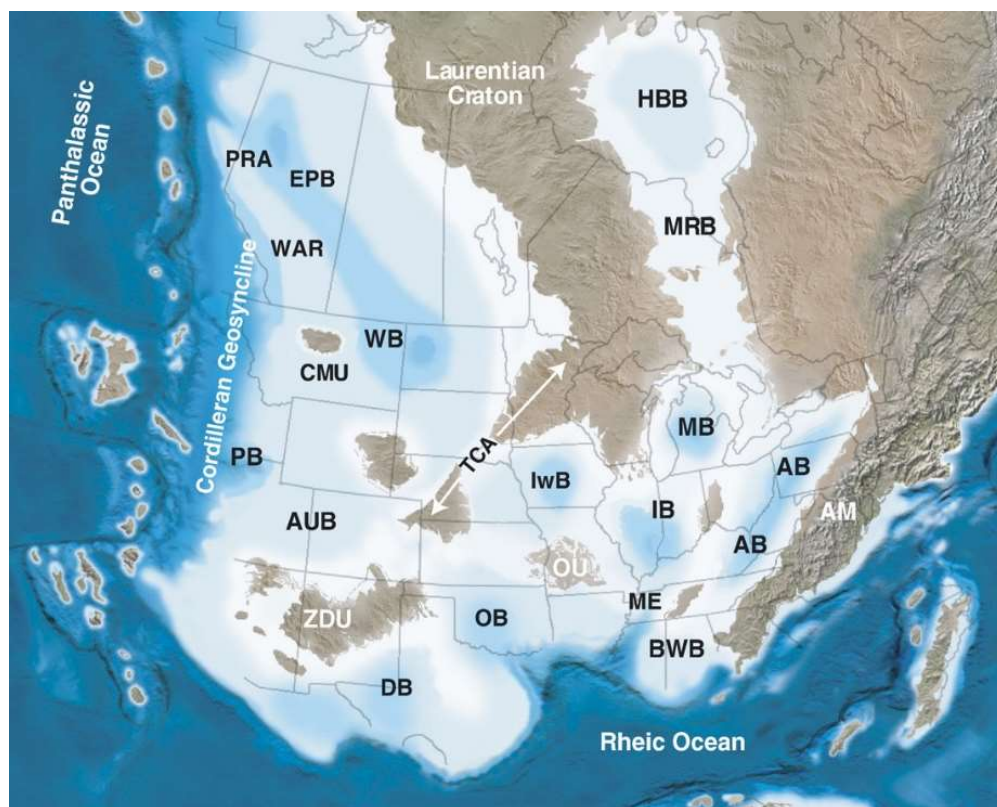 Laurentian
Craton
HBB
Panthalassic
Ocean
PRA
EPB
MRB
WAR
Cordilleran Geosyncline
WB
CMU
MB
TCA
PB
IwB
AB
IB
AM
AUB
AB
OU
ZDU
OB
ME
BWB
DB
Rheic Ocean